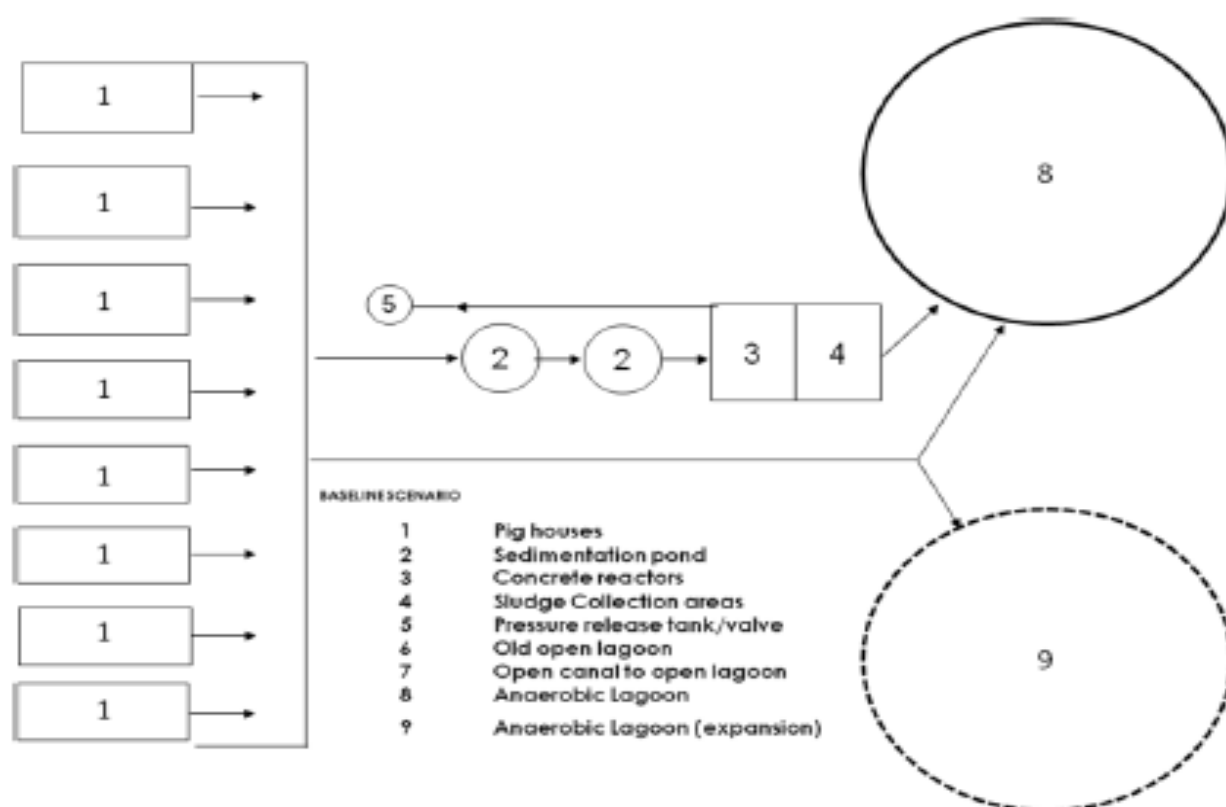 1
1
1
1
1
1
1
1
5
2
2
3
4
8
9
BASELINE SCENARIO
1 Pig houses
2 Sedimentation pond
3 Concrete reactors
4 Sludge Collection areas
5 Pressure release tank/valve
6 Old open lagoon
7 Open canal to open lagoon
8 Anaerobic Lagoon
9 Anaerobic Lagoon (expansion)